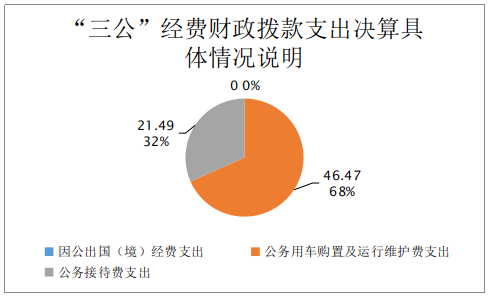 “三公”经费财政拨款支出决算具
体情况说明
0 0%
21.49
32%
46.47
68%
因公出国（境）经费支出
公务用车购置及运行维护费支出
公务接待费支出